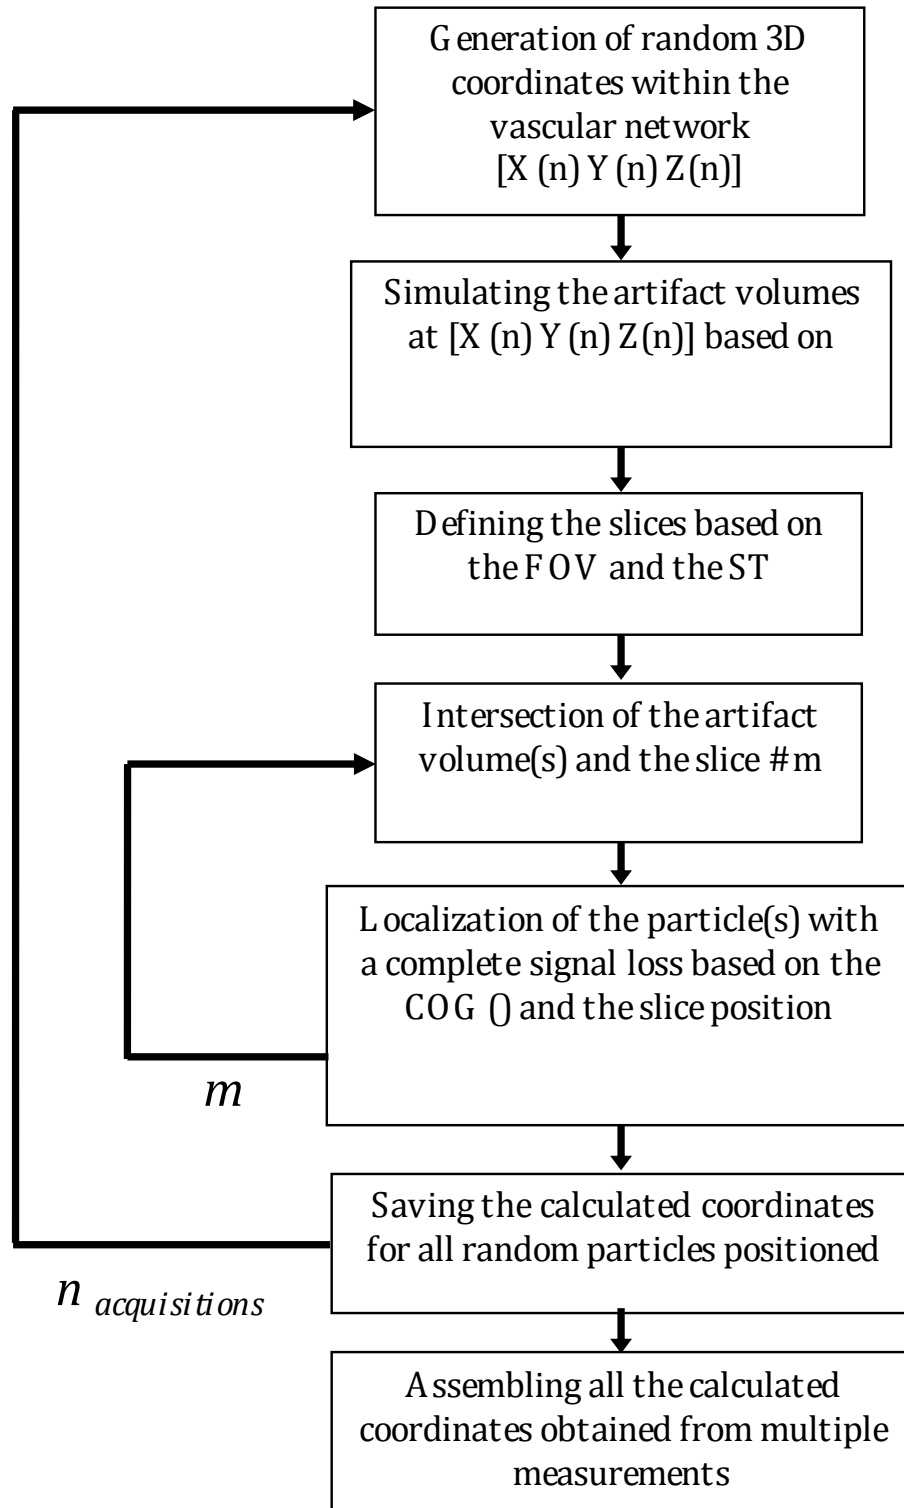 Generation of random 3D
coordinates within the
vascular network
[X (n) Y (n) Z(n)]
Simulating the artifact volumes
at [X (n) Y (n) Z(n)] based on
Defining the slices based on
the FOV and the ST
Intersection of the artifact
volume(s) and the slice #m
Localization of the particle(s) with
a complete signal loss based on the
COG () and the slice position
m
Saving the calculated coordinates
for all random particles positioned
n acquisitions
Assembling all the calculated
coordinates obtained from multiple
measurements